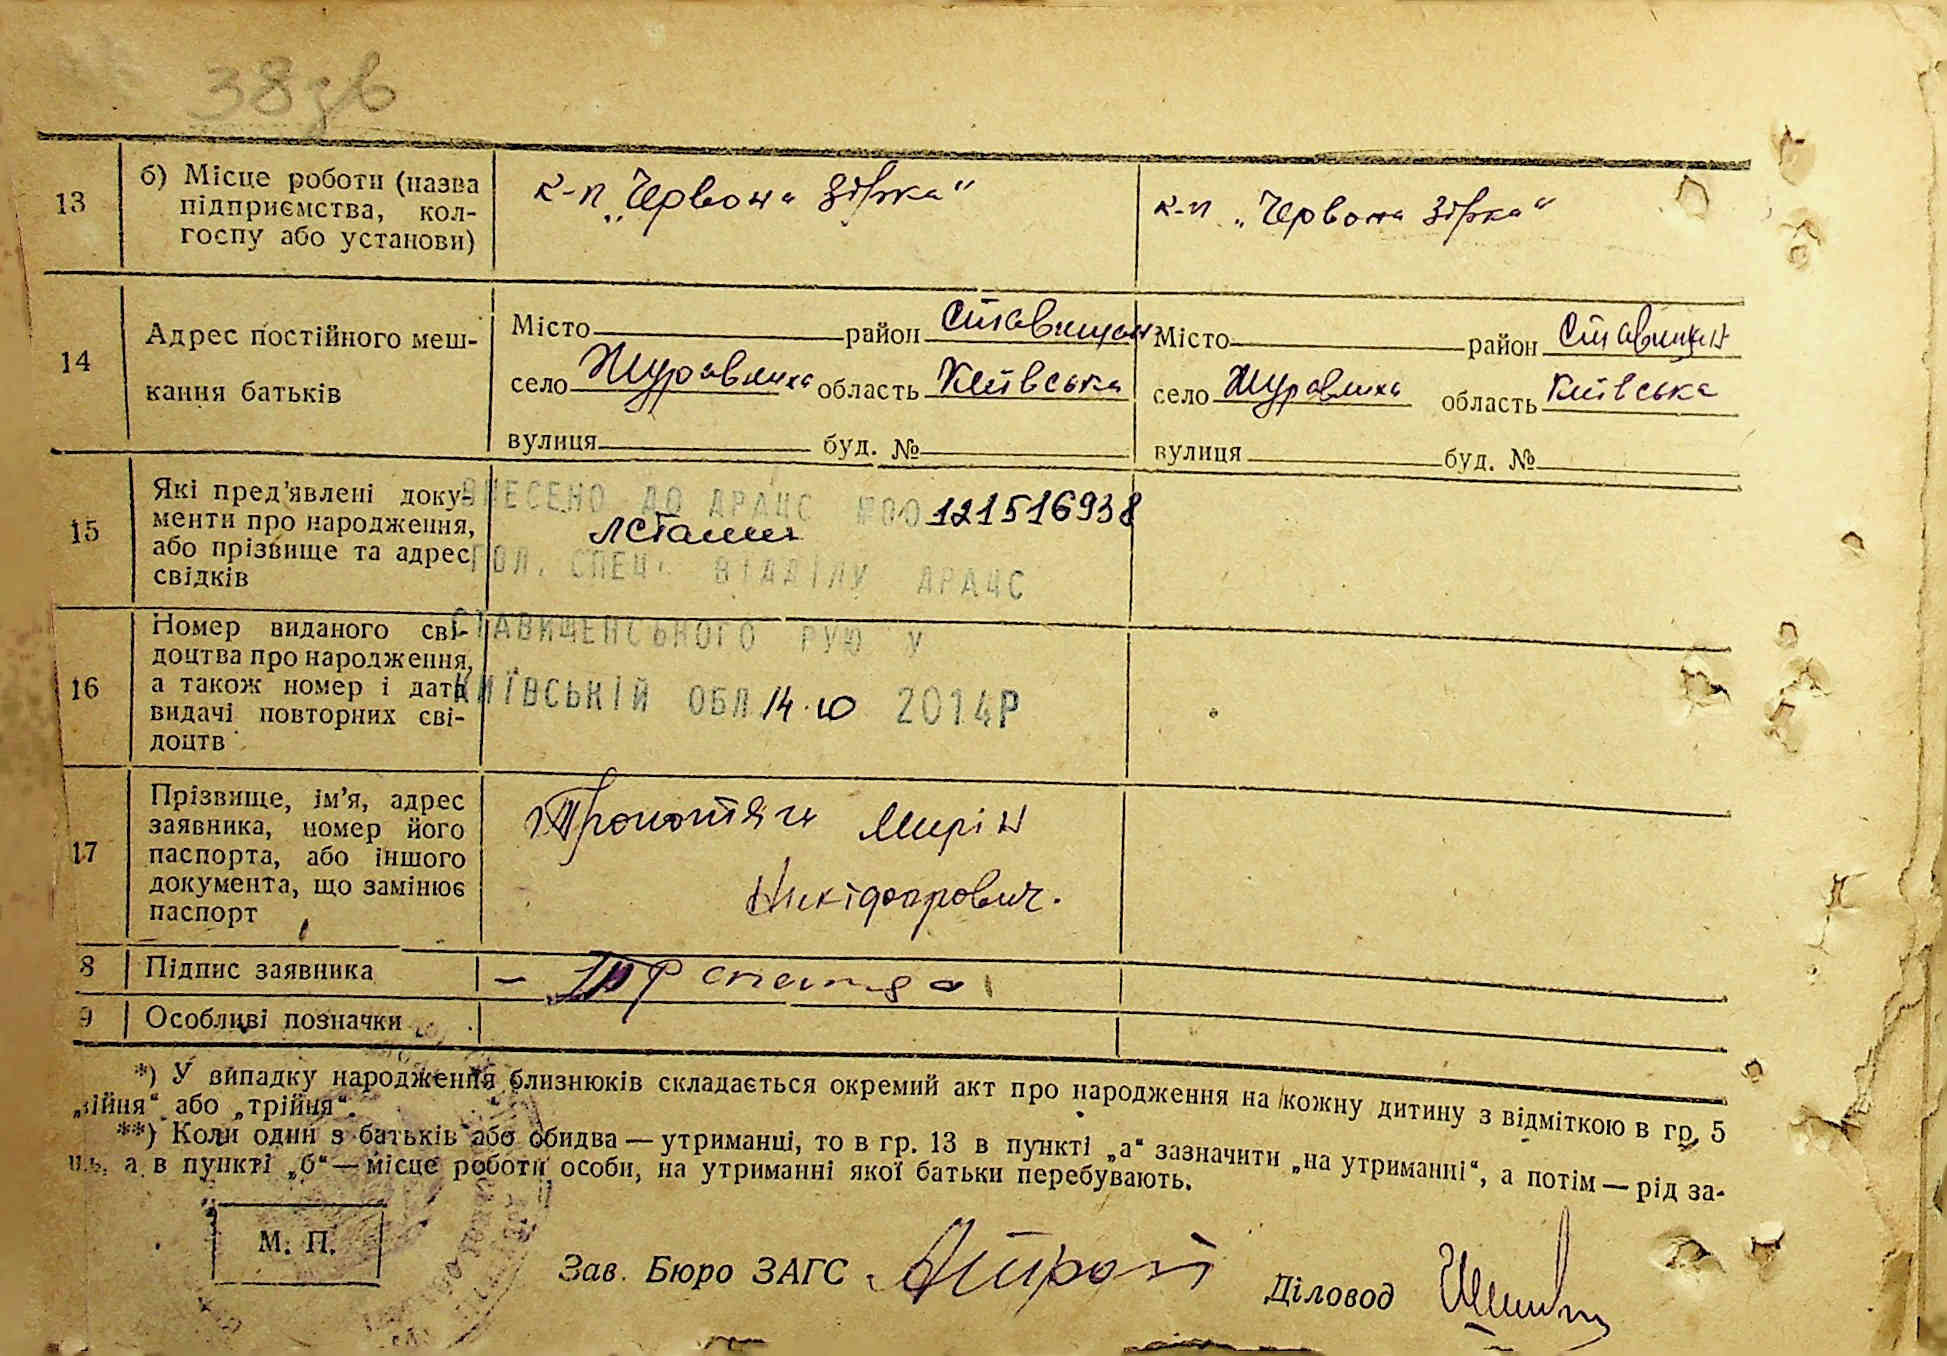 38зв
13
б) Місце роботи (назва
підприємства, кол-
госпу або установи)
к-п „Червона зірка“
к-п „Червона зірка“
14
Адрес постійного меш-
кання батьків
Місто район Ставищан
село Журавлиха область Київська
вулиця буд. №
Місто район Ставищан
село Журавлиха область Київська
вулиця буд. №
15
Які пред’явлені доку-
менти про народження,
або прізвище та адрес
свідків
ВНЕСЕНО ДО ДРАЦС №00121516938
ГОЛ. СПЕЦ. ВІДДІЛУ ДРАЦС
СТАВИЩЕНСЬКОГО РУЮ У
КИЇВСЬКІЙ ОБЛ 14.10 2014Р
16
Номер виданого сві-
доцтва про народження,
а також номер і дата
видачі повторних сві-
доцтв
17
Прізвище, ім’я, адрес
заявника, номер його
паспорта, або іншого
документа, що замінює
паспорт
Мирін
Никіфорович.
8
Підпис заявника
9
Особливі позначки
*) У випадку народження близнюків складається окремий акт про народження на кожну дитину з відміткою в гр. 5
„війня“ або „трійня“.
**) Коли один з батьків або обидва — утриманці, то в гр. 13 в пункті „а“ зазначити „на утриманні“, а потім — рід за-
а в пункті „б“ — місце роботи особи, на утриманні якої батьки перебувають.
М. П.
Зав. Бюро ЗАГС
Діловод